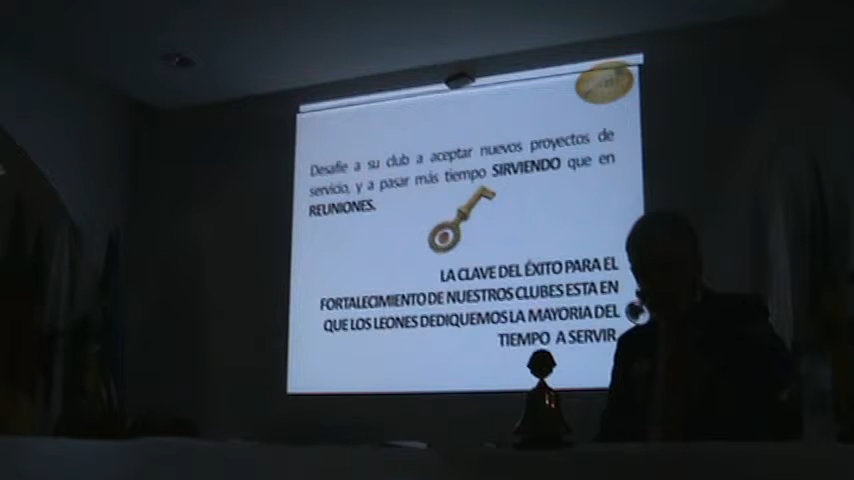 Desafie a su club a aceptar nuevos proyectos de
servicio, y a pasar más tiempo SIRVIENDO que en
REUNIONES.
LA CLAVE DEL ÉXITO PARA EL
FORTALECIMIENTO DE NUESTROS CLUBES ESTA EN
QUE LOS LEONES DEDIQUEMOS LA MAYORIA DEL
TIEMPO A SERVIR.